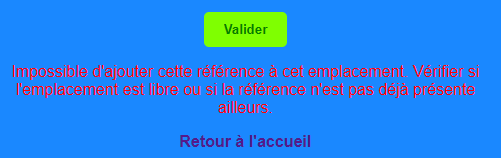 Valider
Impossible d'ajouter cette référence à cet emplacement. Vérifier si
l'emplacement est libre ou si la référence n'est pas déjà présente
ailleurs.
Retour à l'accueil